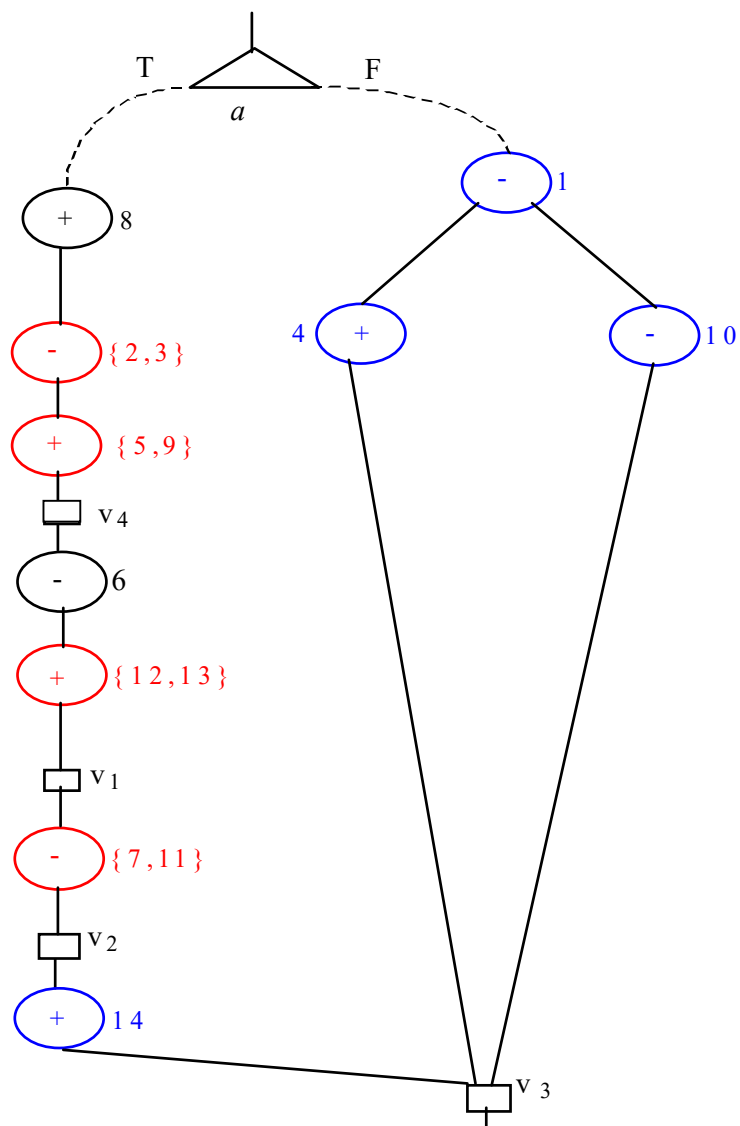 T F
a
- 1
+ 8
4 + - 10
- {2,3}
+ {5,9}
v4
- 6
+ {12,13}
v1
- {7,11}
v2
+ 14
v3